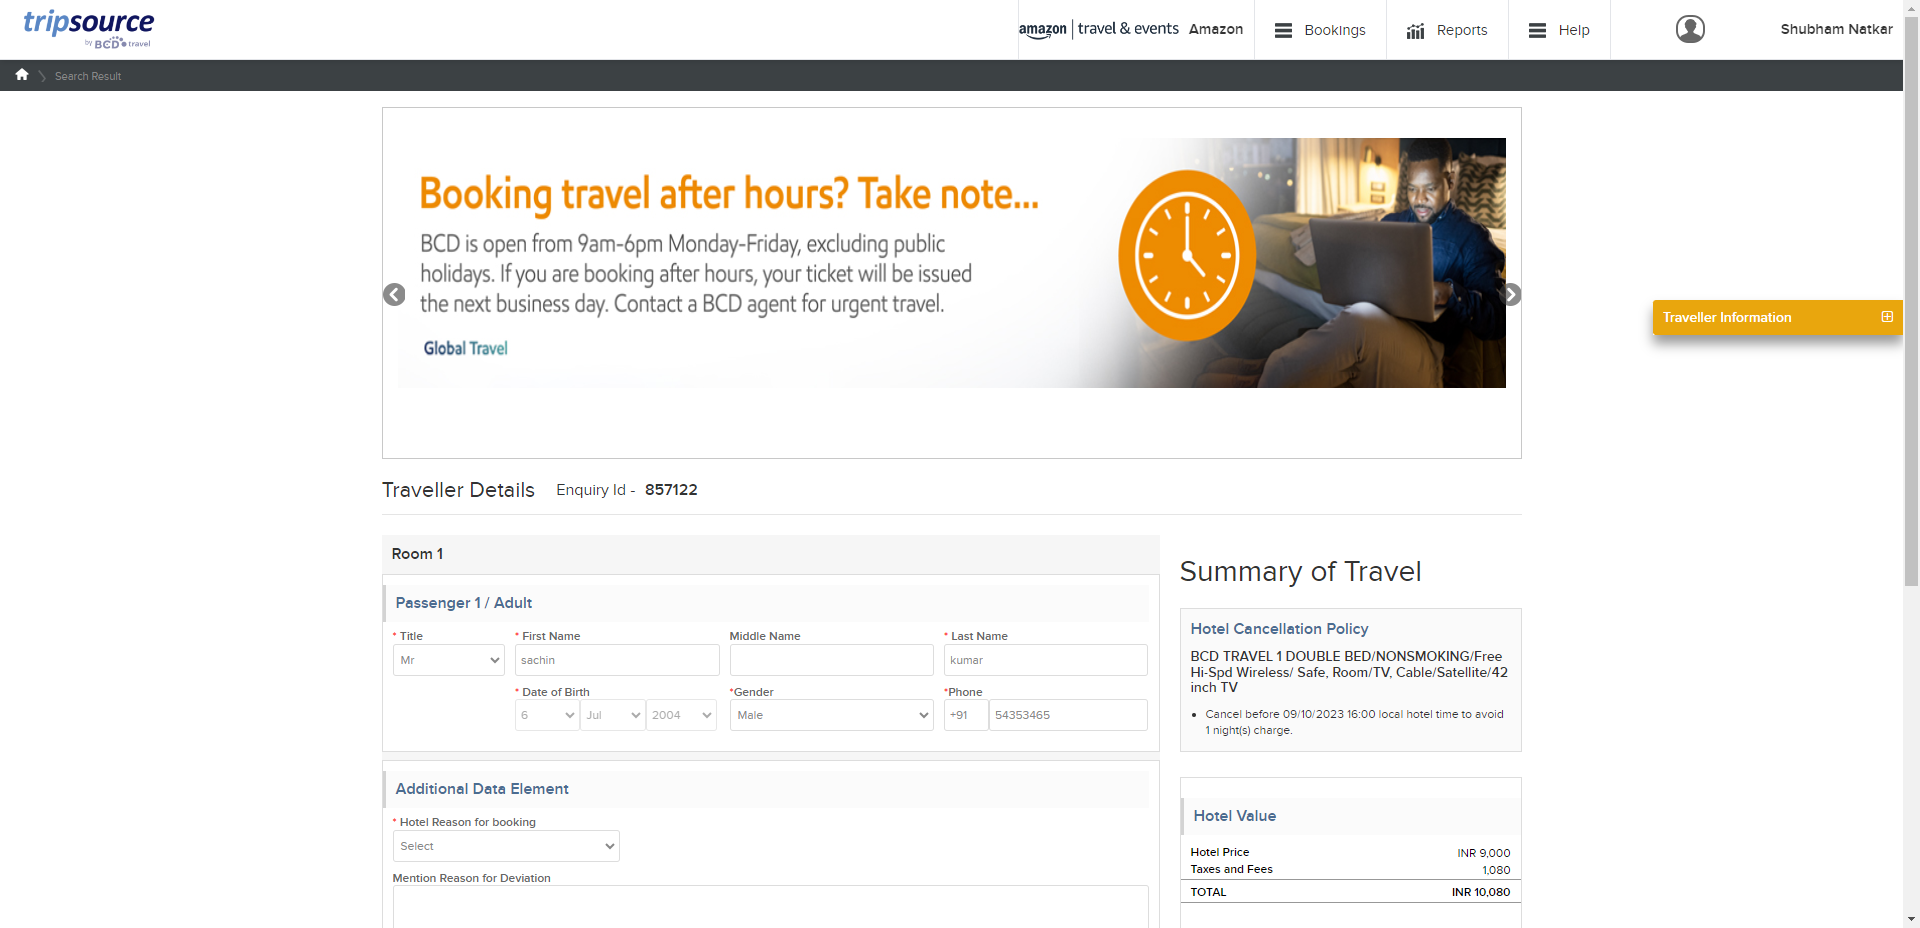 tripsource
by BCD travel
amazon travel & events Amazon
Bookings
Reports
Help
Shubham Natkar
Search Result
Booking travel after hours? Take note...
BCD is open from 9am-6pm Monday-Friday, excluding public
holidays. If you are booking after hours, your ticket will be issued
the next business day. Contact a BCD agent for urgent travel.
Global Travel
Traveller Information
Traveller Details Enquiry Id - 857122
Room 1
Passenger 1 / Adult
* Title * First Name Middle Name * Last Name
Mr sachin kumar
* Date of Birth *Gender *Phone
6 Jul 2004 Male +91 54353465
Additional Data Element
* Hotel Reason for booking
Select
Mention Reason for Deviation
Summary of Travel
Hotel Cancellation Policy
BCD TRAVEL 1 DOUBLE BED/NONSMOKING/Free
Hi-Spd Wireless/ Safe, Room/TV, Cable/Satellite/42
inch TV
• Cancel before 09/10/2023 16:00 local hotel time to avoid
1 night(s) charge.
Hotel Value
Hotel Price INR 9,000
Taxes and Fees 1,080
TOTAL INR 10,080